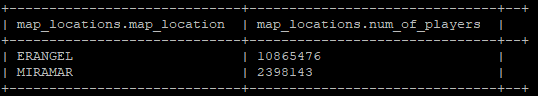 +-------------------------------+---------------------------------+--+
| map_locations.map_location | map_locations.num_of_players |
+-------------------------------+---------------------------------+--+
| ERANGEL | 10865476 |
| MIRAMAR | 2398143 |
+-------------------------------+---------------------------------+--+